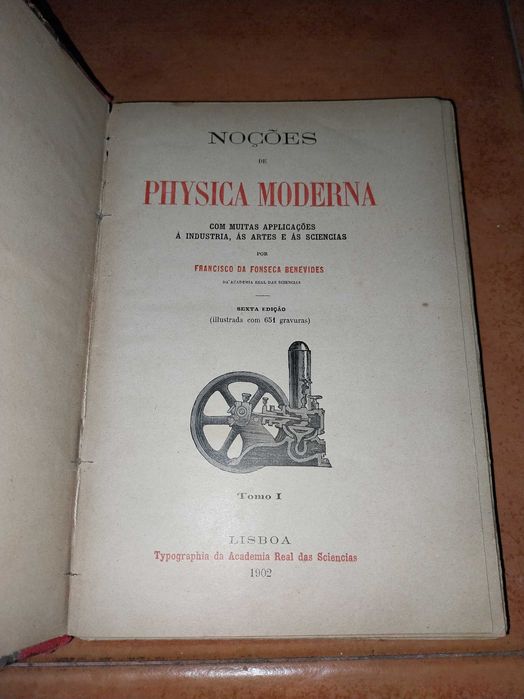 NOÇÕES
DE
PHYSICA MODERNA
COM MUITAS APPLICAÇÕES
Á INDUSTRIA, ÁS ARTES E ÁS SCIENCIAS
POR
FRANCISCO DA FONSECA BENEVIDES
DA ACADEMIA REAL DAS SCIENCIAS
SEXTA EDIÇÃO
(illustrada com 651 gravuras)
Tomo I
LISBOA
Typographia da Academia Real das Sciencias
1902